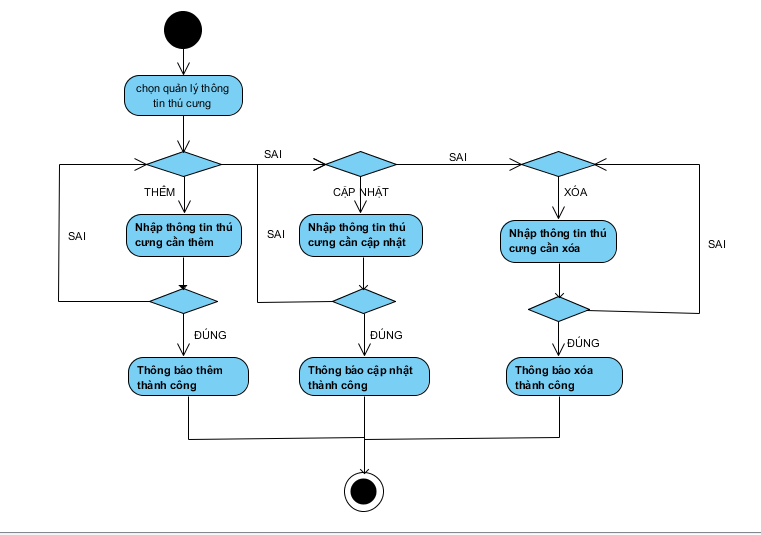 chọn quản lý thông
tin thú cưng
SAI
SAI
THÊM
CẬP NHẬT
XÓA
Nhập thông tin thú
cưng cần thêm
Nhập thông tin thú
cưng cần cập nhật
Nhập thông tin thú
cưng cần xóa
SAI
SAI
SAI
ĐÚNG
ĐÚNG
ĐÚNG
Thông báo thêm
thành công
Thông báo cập nhật
thành công
Thông báo xóa
thành công